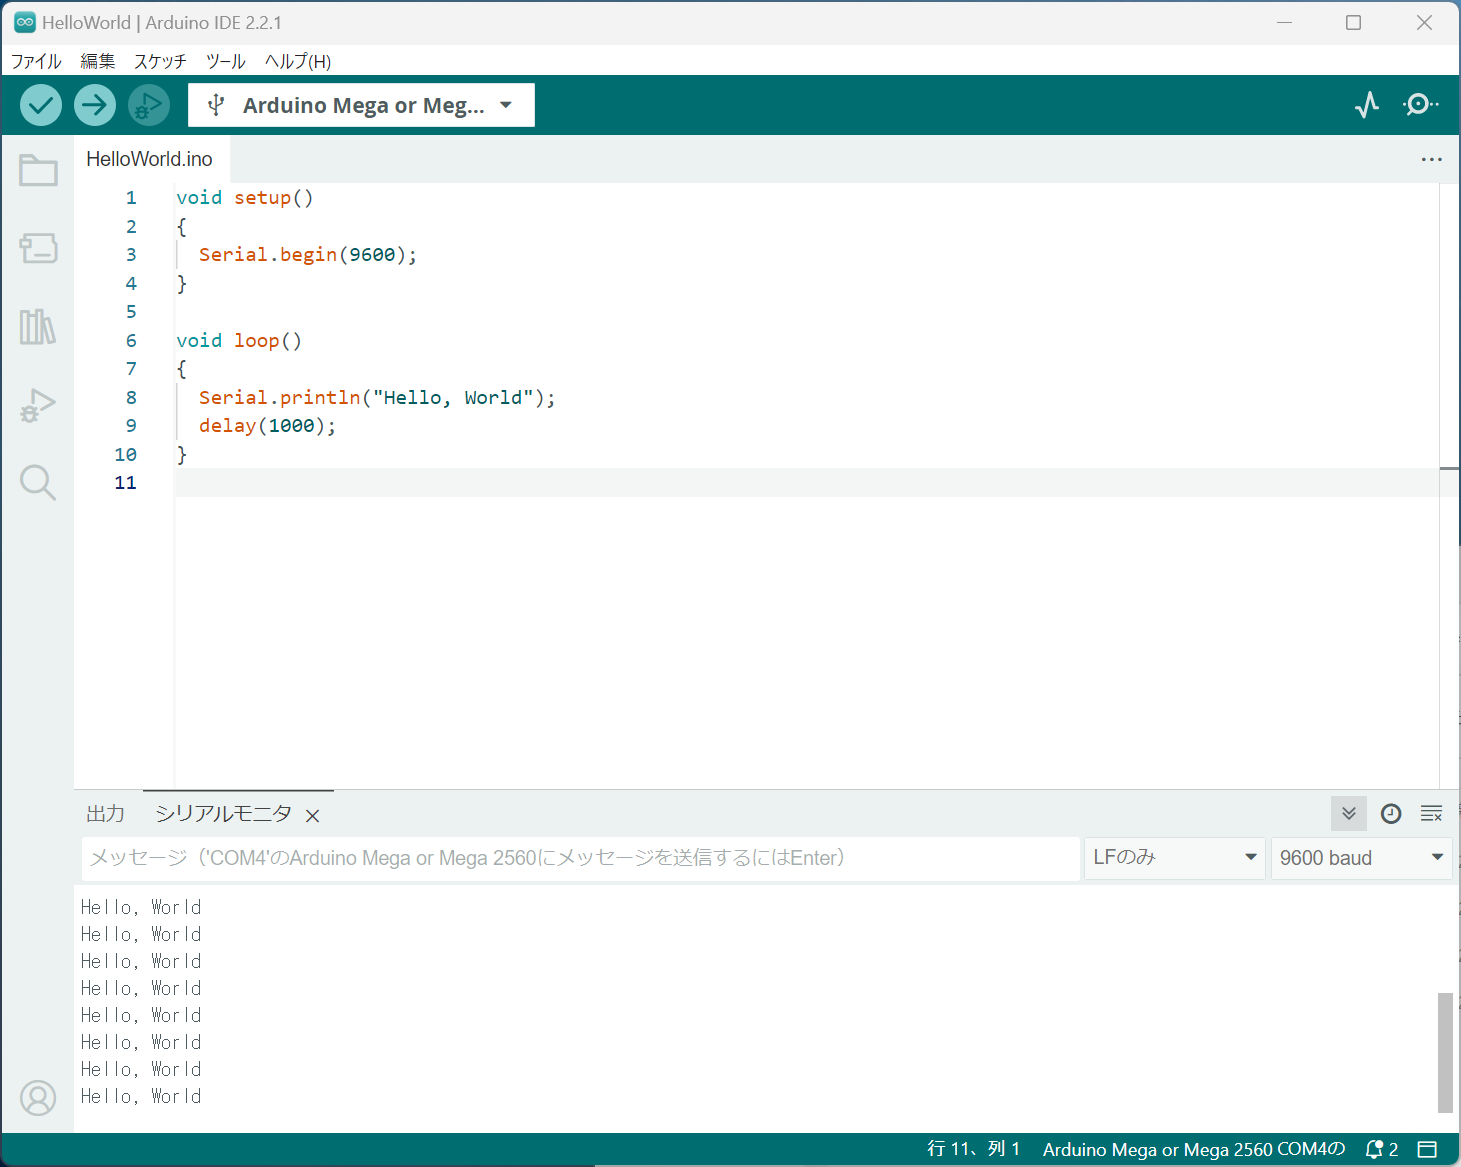 HelloWorld | Arduino IDE 2.2.1
ファイル 編集 スケッチ ツール ヘルプ(H)
Arduino Mega or Meg...
HelloWorld.ino
1 void setup()
2 {
3 Serial.begin(9600);
4 }
5
6 void loop()
7 {
8 Serial.println("Hello, World");
9 delay(1000);
10 }
11
出力 シリアルモニタ
メッセージ（'COM4'のArduino Mega or Mega 2560にメッセージを送信するにはEnter） LFのみ 9600 baud
Hello, World
Hello, World
Hello, World
Hello, World
Hello, World
Hello, World
Hello, World
Hello, World
行 11、列 1 Arduino Mega or Mega 2560 COM4の 2